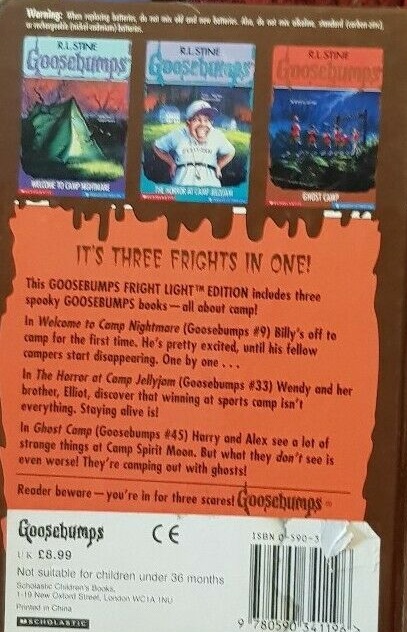 Warning: When replacing batteries, do not mix old and new batteries. Also, do not mix alkaline, standard (carbon-zinc),
or rechargeable (nickel-cadmium) batteries.
R.L. STINE
Goosebumps
WELCOME TO CAMP NIGHTMARE
R.L. STINE
Goosebumps
THE HORROR AT CAMP JELLYJAM
R.L. STINE
Goosebumps
GHOST CAMP
IT'S THREE FRIGHTS IN ONE!
This GOOSEBUMPS FRIGHT LIGHT™ EDITION includes three
spooky GOOSEBUMPS books — all about camp!
In Welcome to Camp Nightmare (Goosebumps #9) Billy's off to
camp for the first time. He's pretty excited, until his fellow
campers start disappearing. One by one . . .
In The Horror at Camp Jellyjam (Goosebumps #33) Wendy and her
brother, Elliot, discover that winning at sports camp isn't
everything. Staying alive is!
In Ghost Camp (Goosebumps #45) Harry and Alex see a lot of
strange things at Camp Spirit Moon. But what they don't see is
even worse! They're camping out with ghosts!
Reader beware — you're in for three scares! Goosebumps
Goosebumps CE
UK £8.99
Not suitable for children under 36 months
Scholastic Children's Books,
1-19 New Oxford Street, London WC1A 1NU
Printed in China
SCHOLASTIC
ISBN 0-590-3
9 780590 341196 >